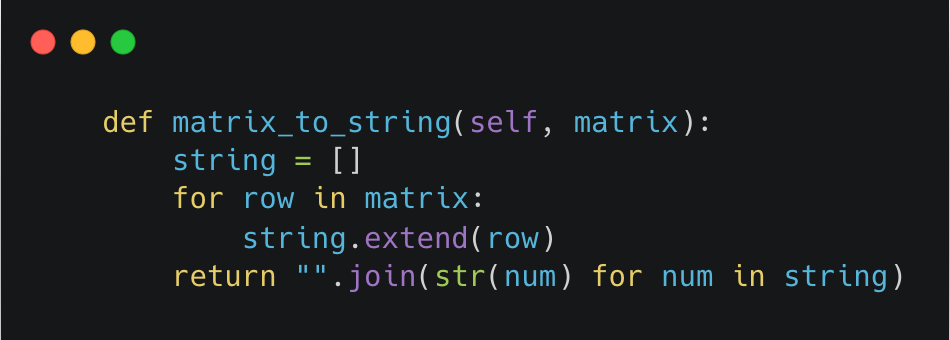 def matrix_to_string(self, matrix):
    string = []
    for row in matrix:
        string.extend(row)
    return "".join(str(num) for num in string)